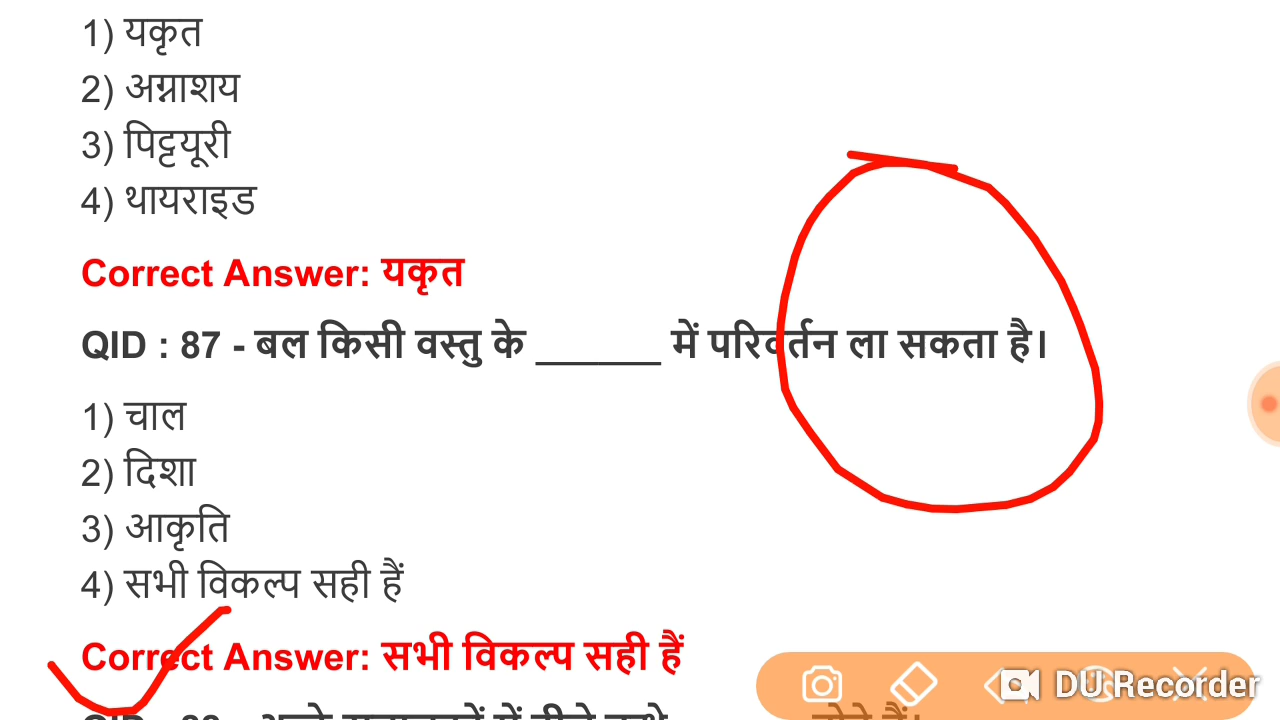 1) यकृत
2) अग्नाशय
3) पिट्टयूरी
4) थायराइड
Correct Answer: यकृत
QID : 87 - बल किसी वस्तु के ______ में परिवर्तन ला सकता है।
1) चाल
2) दिशा
3) आकृति
4) सभी विकल्प सही हैं
Correct Answer: सभी विकल्प सही हैं
DU Recorder